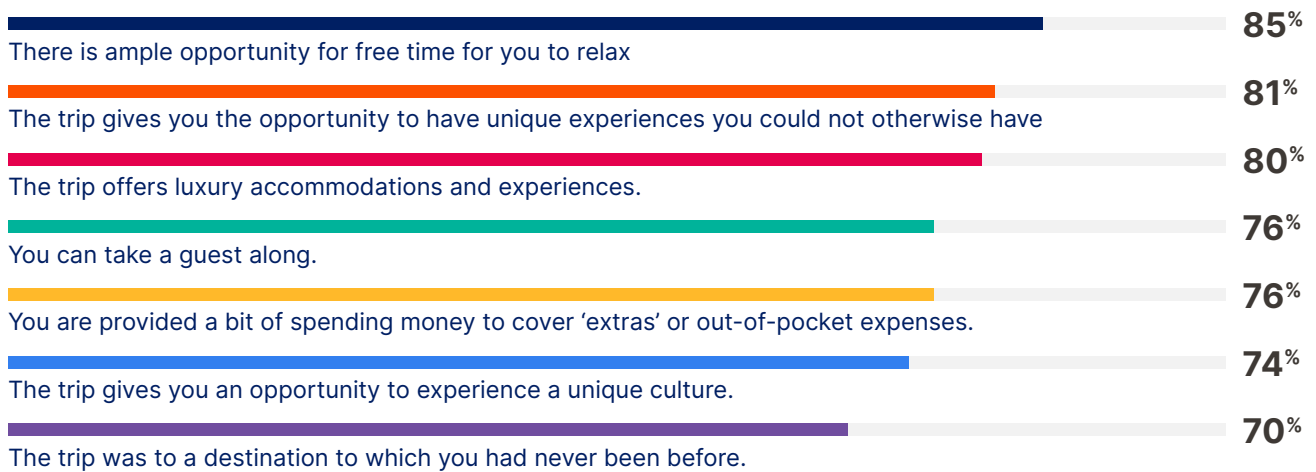 85%
There is ample opportunity for free time for you to relax
81%
The trip gives you the opportunity to have unique experiences you could not otherwise have
80%
The trip offers luxury accommodations and experiences.
76%
You can take a guest along.
76%
You are provided a bit of spending money to cover ‘extras’ or out-of-pocket expenses.
74%
The trip gives you an opportunity to experience a unique culture.
70%
The trip was to a destination to which you had never been before.